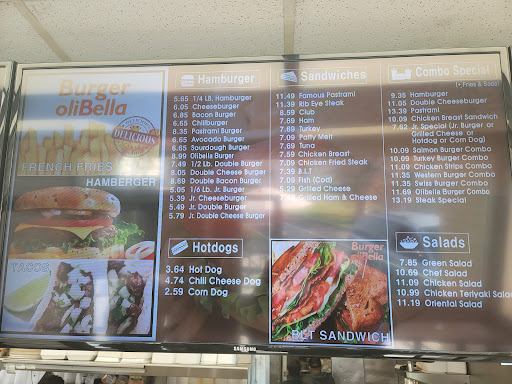 Burger
oliBella
DELICIOUS
FRENCH FRIES
HAMBERGER
TACOS
Hamburger
5.65 1/4 LB. Hamburger
6.05 Cheeseburger
6.85 Bacon Burger
6.65 Chiliburger
8.35 Pastrami Burger
6.65 Avocado Burger
6.65 Sourdough Burger
8.99 Olibella Burger
7.49 1/2 LB. Double Burger
8.05 Double Cheese Burger
8.69 Double Bacon Burger
5.05 1/6 L. Jr. Burger
5.39 Jr. Cheeseburger
5.49 Jr. Double Burger
5.79 Jr. Double Cheese Burger
Hotdogs
3.64 Hot Dog
4.74 Chili Cheese Dog
2.59 Corn Dog
Sandwiches
11.49 Famous Pastrami
11.39 Rib Eye Steak
8.59 Club
7.69 Ham
7.69 Turkey
7.09 Patty Melt
7.69 Tuna
7.59 Chicken Breast
7.09 Chicken Fried Steak
7.39 B.L.T
7.09 Fish (Cod)
5.29 Grilled Cheese
Grilled Ham & Cheese
Burger
oliBella
BLT SANDWICH
Combo Special
(+ Fries & Soda)
9.35 Hamburger
11.05 Double Cheeseburger
13.39 Pastrami
10.09 Chicken Breast Sandwich
7.62 Jr. Special (Jr. Burger or
Grilled Cheese or
Hotdog or Corn Dog)
10.09 Salmon Burger Combo
10.09 Turkey Burger Combo
11.09 Chicken Strips Combo
11.35 Western Burger Combo
11.35 Swiss Burger Combo
11.69 Olibella Burger Combo
13.19 Steak Special
Salads
7.85 Green Salad
10.69 Chef Salad
11.09 Chicken Salad
10.99 Chicken Teriyaki Salad
11.19 Oriental Salad
SAMSUNG